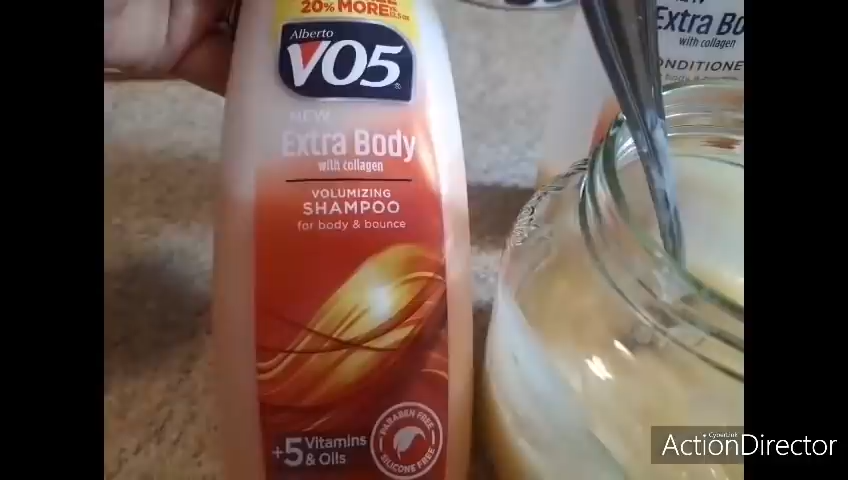 20% MORE
Alberto
VO5
NEW
Extra Body
with collagen
VOLUMIZING
SHAMPOO
for body & bounce
+5 Vitamins
& Oils
PARABEN FREE
SILICONE FREE
Extra Bo
with collagen
ONDITIONE
CyberLink
ActionDirector